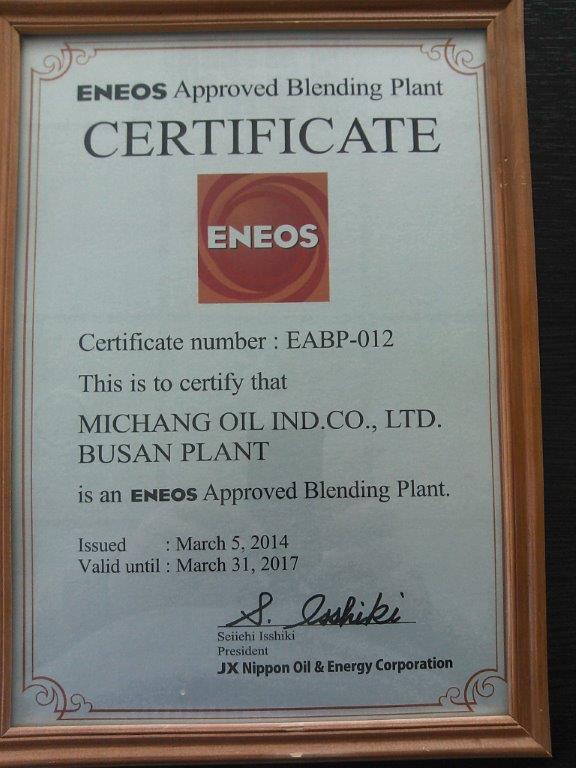 ENEOS Approved Blending Plant
CERTIFICATE
ENEOS
Certificate number : EABP-012
This is to certify that
MICHANG OIL IND.CO., LTD.
BUSAN PLANT
is an ENEOS Approved Blending Plant.
Issued : March 5, 2014
Valid until : March 31, 2017
S. Isshiki
Seiichi Isshiki
President
JX Nippon Oil & Energy Corporation